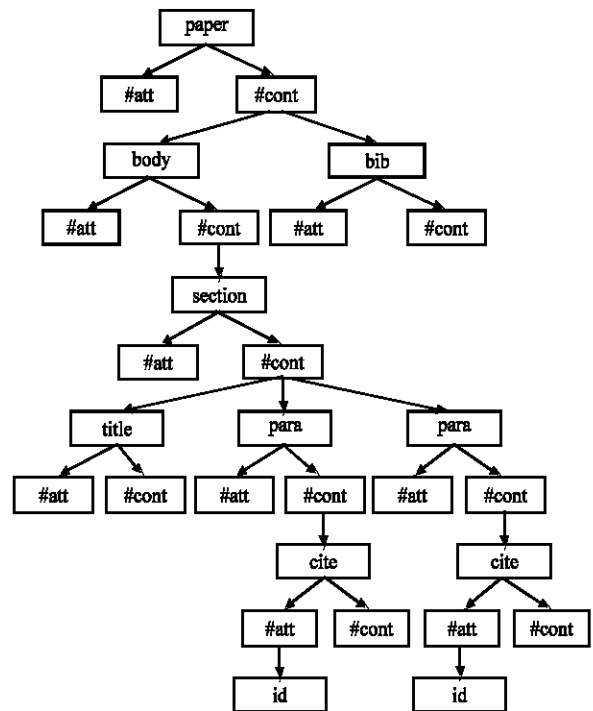 paper
#att #cont
body bib
#att #cont #att #cont
section
#att #cont
title para para
#att #cont #att #cont #att #cont
cite cite
#att #cont #att #cont
id id